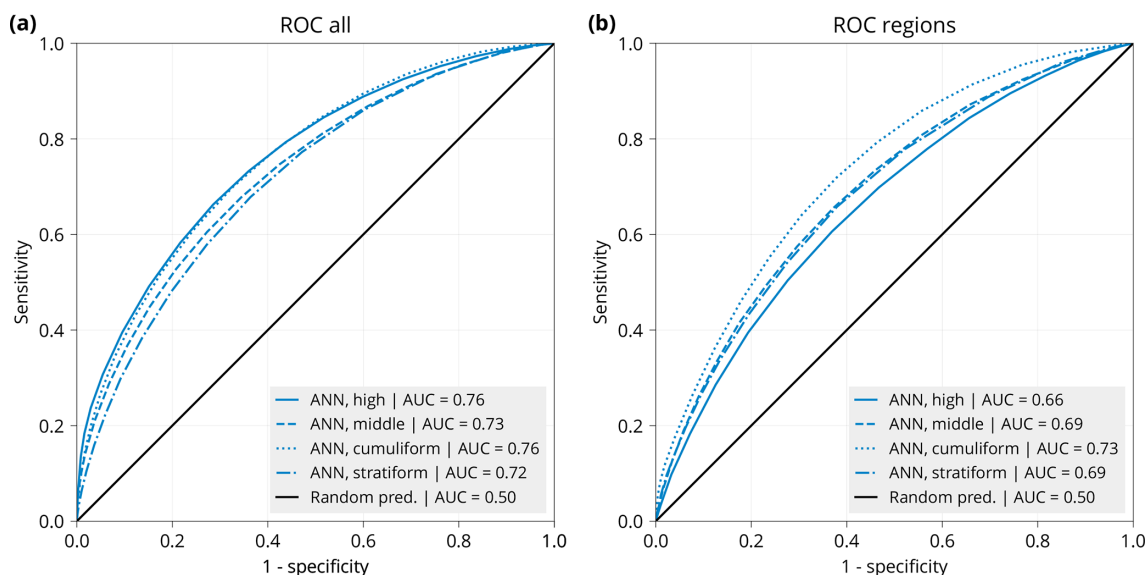 (a) ROC all
1.0
0.8
0.6
0.4
0.2
0.0
Sensitivity
ANN, high | AUC = 0.76
ANN, middle | AUC = 0.73
ANN, cumuliform | AUC = 0.76
ANN, stratiform | AUC = 0.72
Random pred. | AUC = 0.50
0.0 0.2 0.4 0.6 0.8 1.0
1 - specificity
(b) ROC regions
1.0
0.8
0.6
0.4
0.2
0.0
Sensitivity
ANN, high | AUC = 0.66
ANN, middle | AUC = 0.69
ANN, cumuliform | AUC = 0.73
ANN, stratiform | AUC = 0.69
Random pred. | AUC = 0.50
0.0 0.2 0.4 0.6 0.8 1.0
1 - specificity